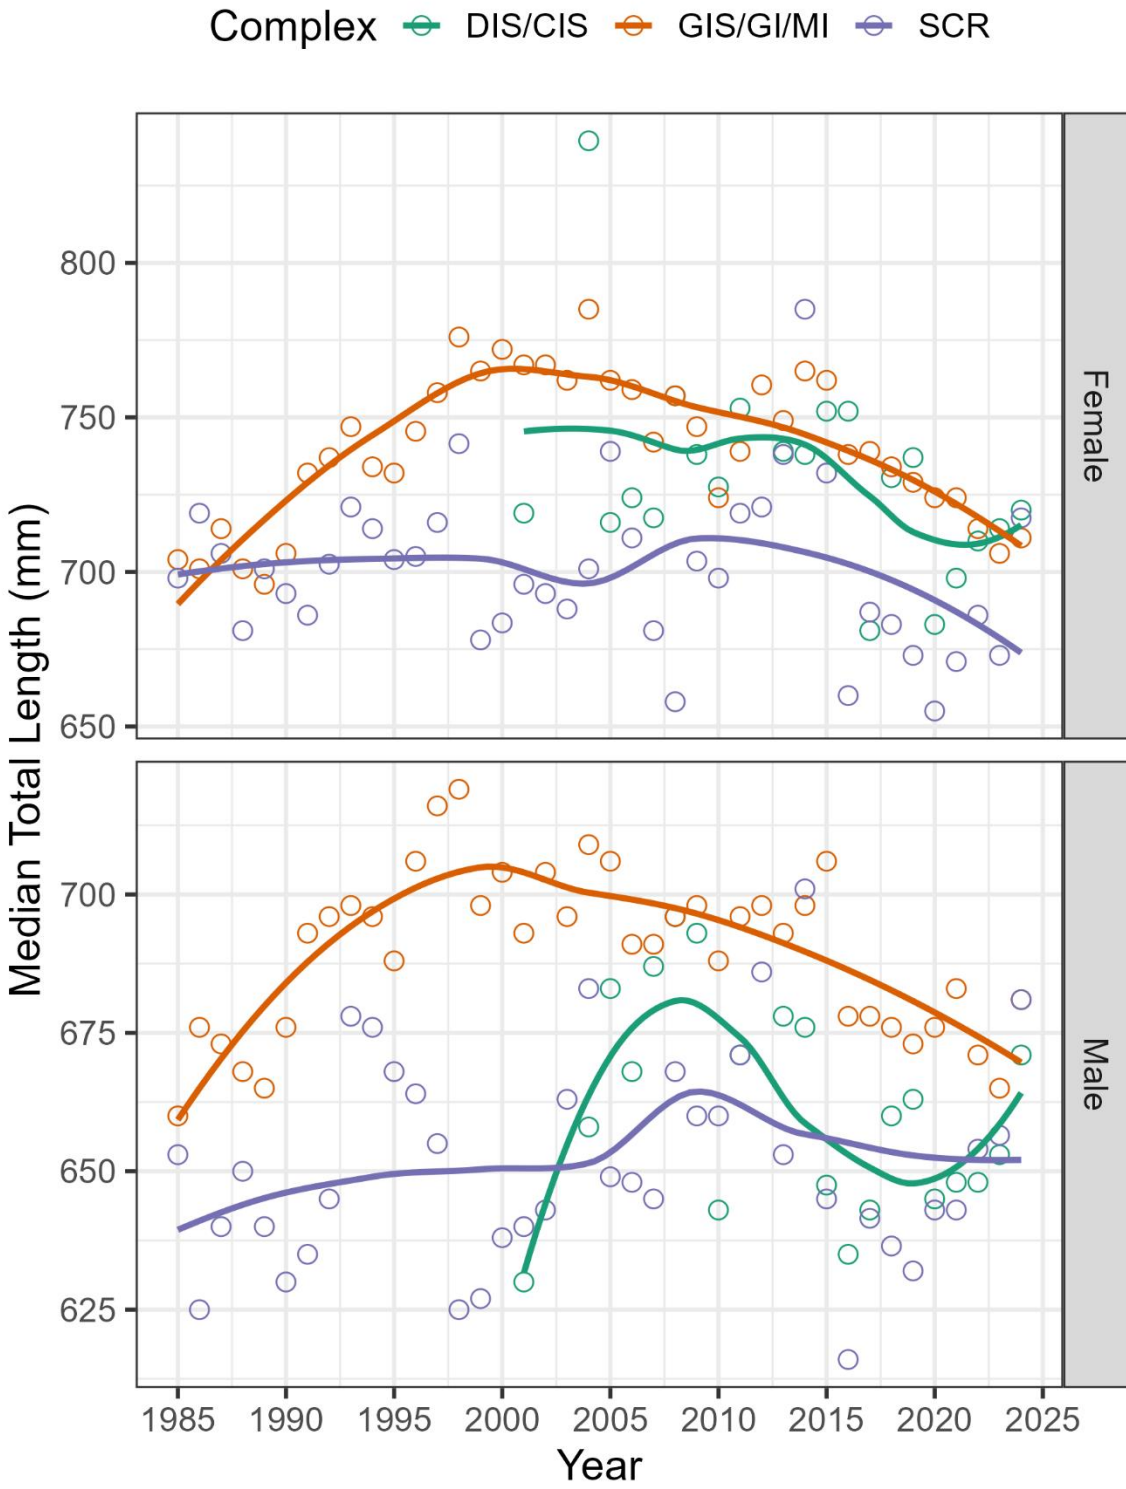 Complex DIS/CIS GIS/GI/MI SCR
Median Total Length (mm)
800
750
700
650
Female
700
675
650
625
Male
1985 1990 1995 2000 2005 2010 2015 2020 2025
Year